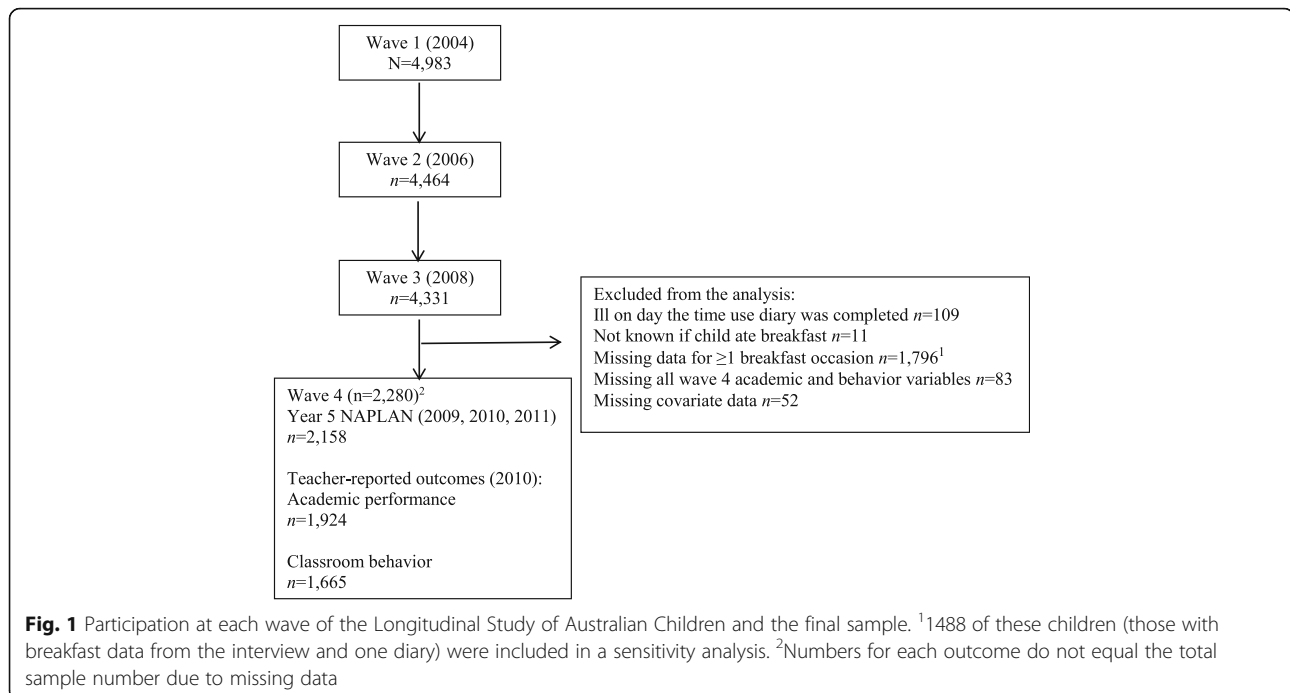 Wave 1 (2004)
N=4,983
Wave 2 (2006)
n=4,464
Wave 3 (2008)
n=4,331
Excluded from the analysis:
Ill on day the time use diary was completed n=109
Not known if child ate breakfast n=11
Missing data for ≥1 breakfast occasion n=1,796¹
Missing all wave 4 academic and behavior variables n=83
Missing covariate data n=52
Wave 4 (n=2,280)²
Year 5 NAPLAN (2009, 2010, 2011)
n=2,158
Teacher-reported outcomes (2010):
Academic performance
n=1,924
Classroom behavior
n=1,665
Fig. 1 Participation at each wave of the Longitudinal Study of Australian Children and the final sample. ¹1488 of these children (those with
breakfast data from the interview and one diary) were included in a sensitivity analysis. ²Numbers for each outcome do not equal the total
sample number due to missing data